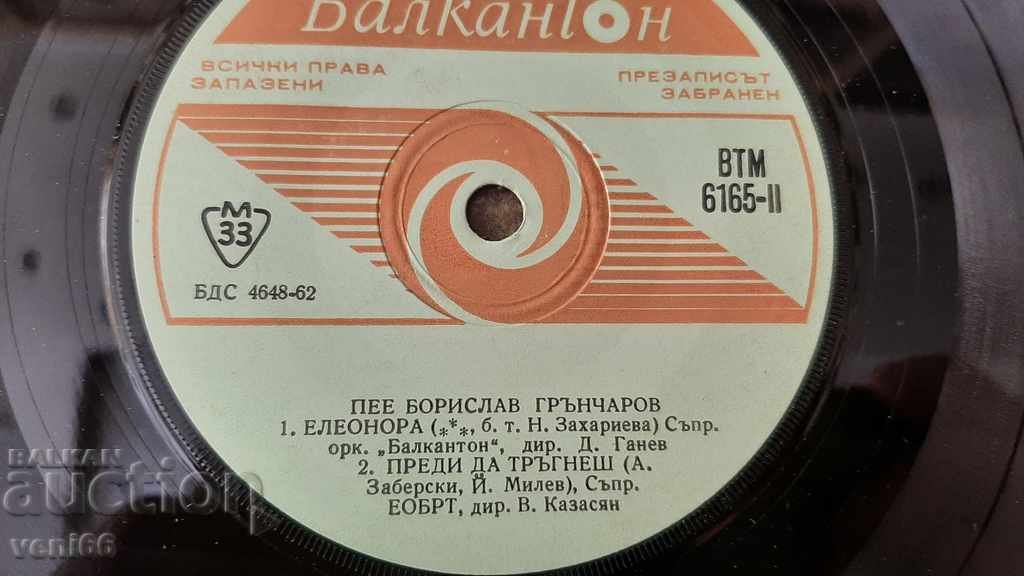 Балкантон
ВСИЧКИ ПРАВА
ЗАПАЗЕНИ
ПРЕЗАПИСЪТ
ЗАБРАНЕН
М
33
БДС 4648-62
ВТМ
6165-II
ПЕЕ БОРИСЛАВ ГРЪНЧАРОВ
1. ЕЛЕОНОРА (***, б. т. Н. Захариева) Съпр.
орк. „Балкантон“, дир. Д. Ганев
2. ПРЕДИ ДА ТРЪГНЕШ (А.
Заберски, Й. Милев), Съпр.
ЕОБРТ, дир. В. Казасян
BALKAN
auction
veni66